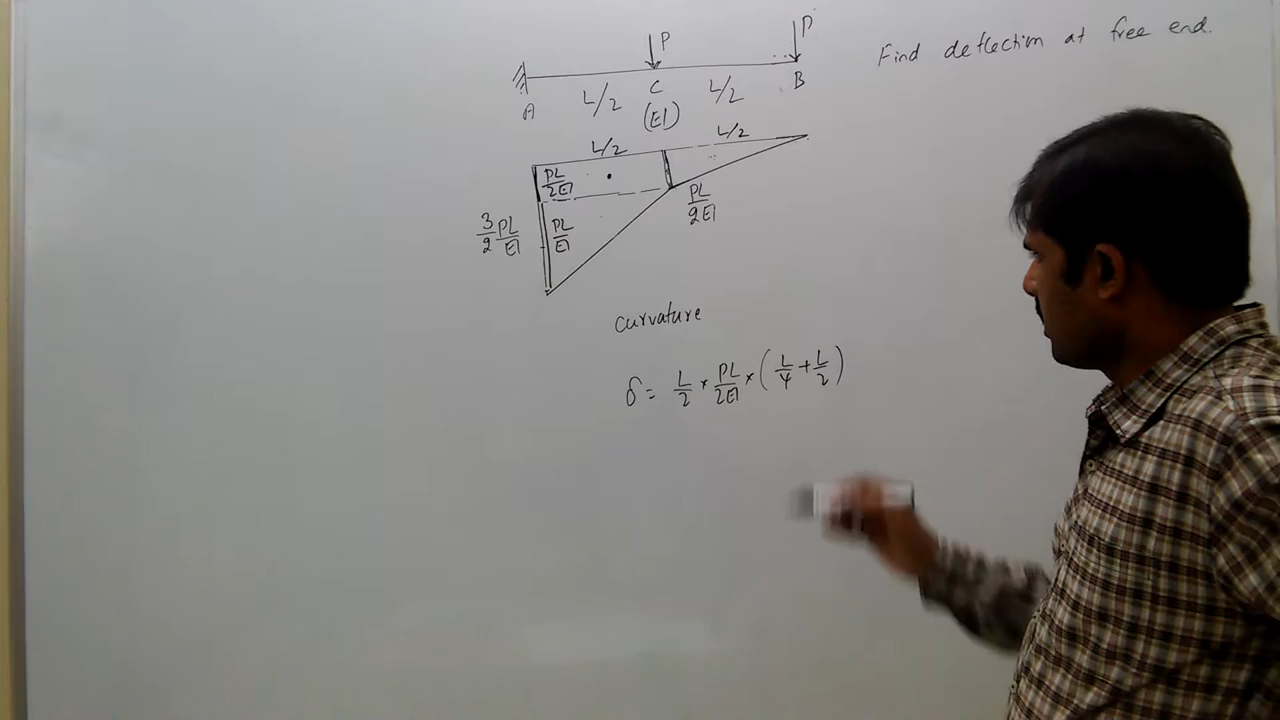 P
P
Find deflection at free end.
A
L/2
C
L/2
B
(EI)
L/2
L/2
PL/2EI
PL/2EI
3/2 PL/EI
PL/EI
curvature
δ = L/2 × PL/2EI × (L/4 + L/2)